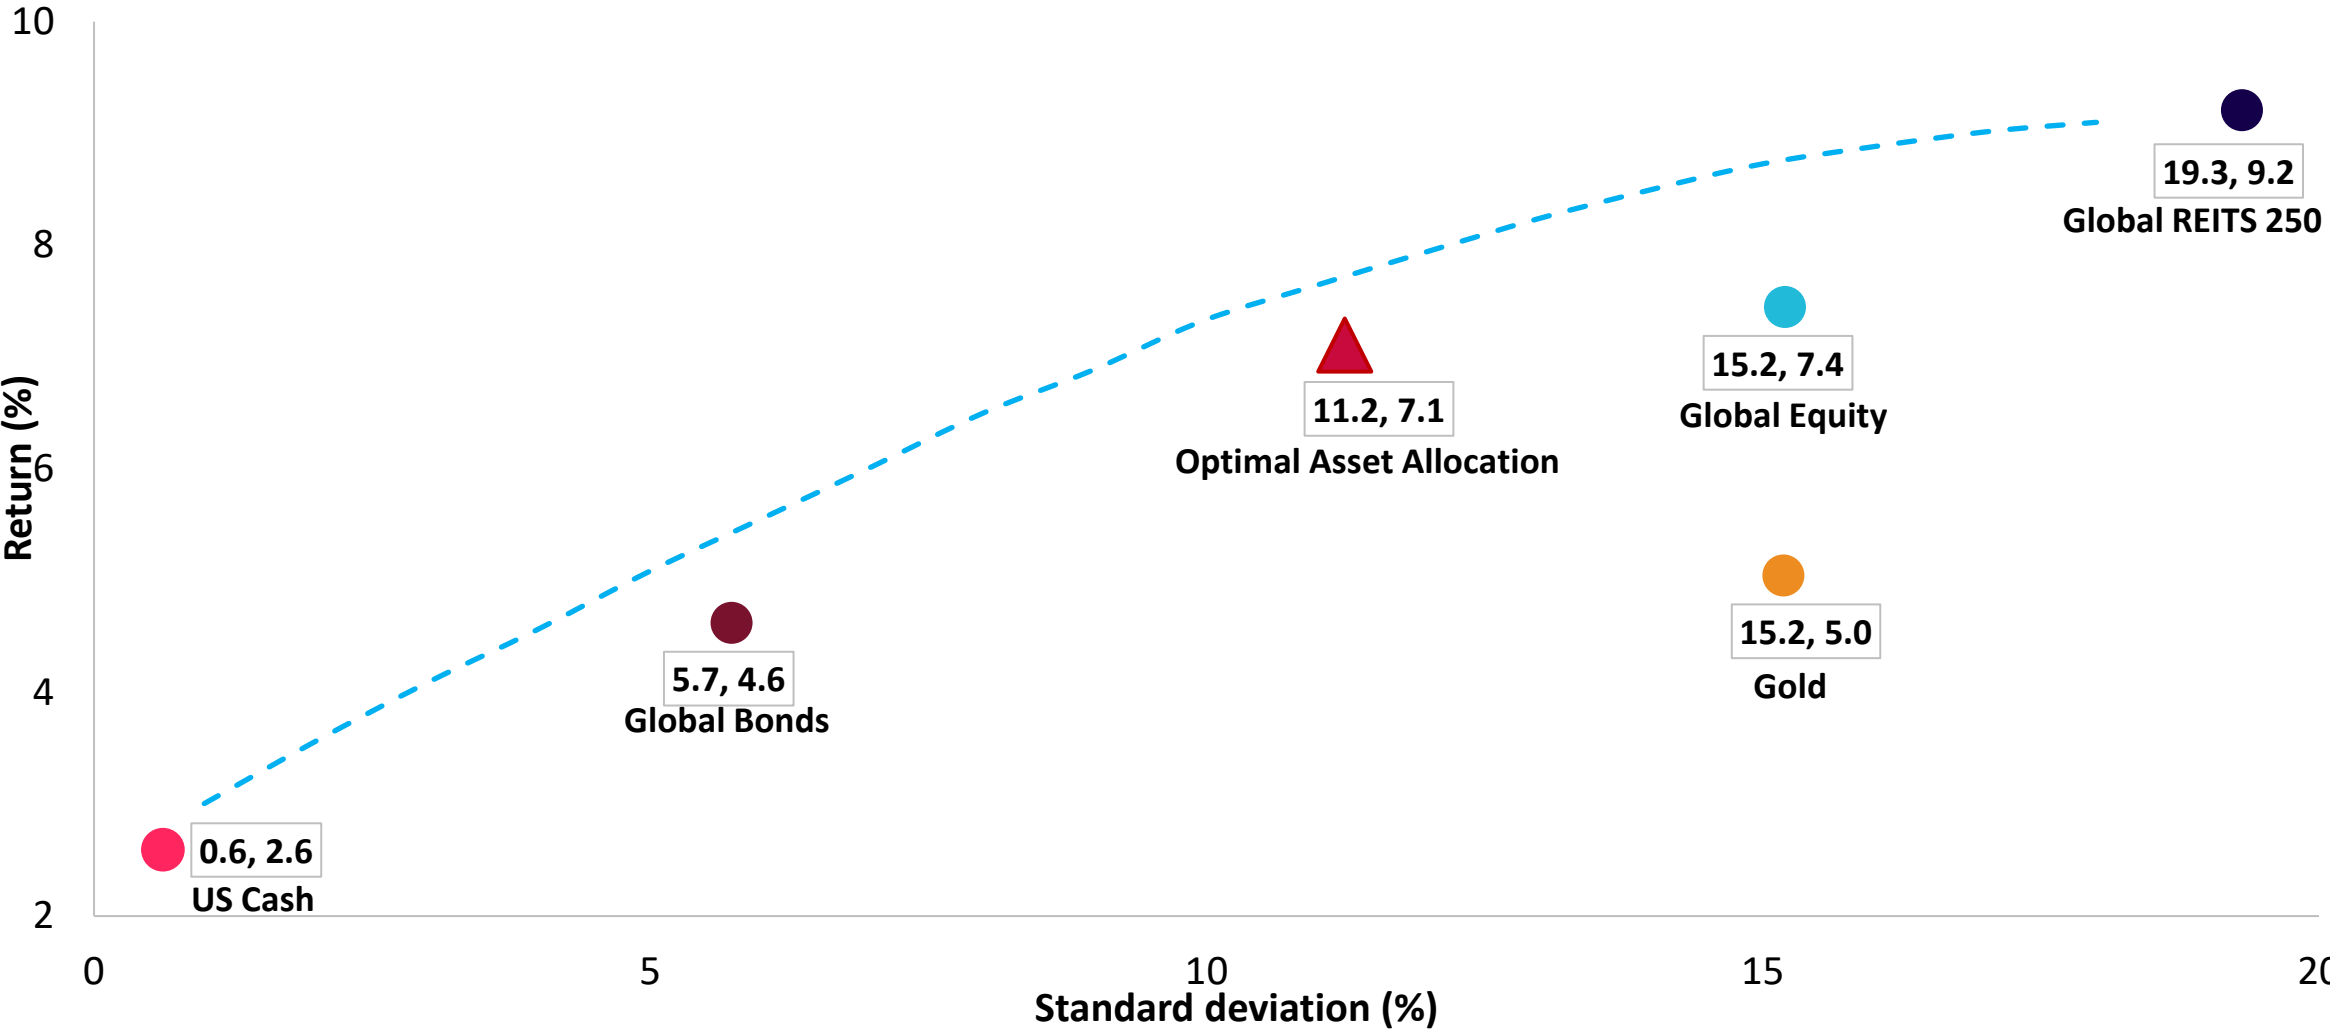 10
8
6
4
2
Return (%)
19.3, 9.2
Global REITS 250
15.2, 7.4
Global Equity
11.2, 7.1
Optimal Asset Allocation
15.2, 5.0
Gold
5.7, 4.6
Global Bonds
0.6, 2.6
US Cash
0
5
10
15
20
Standard deviation (%)